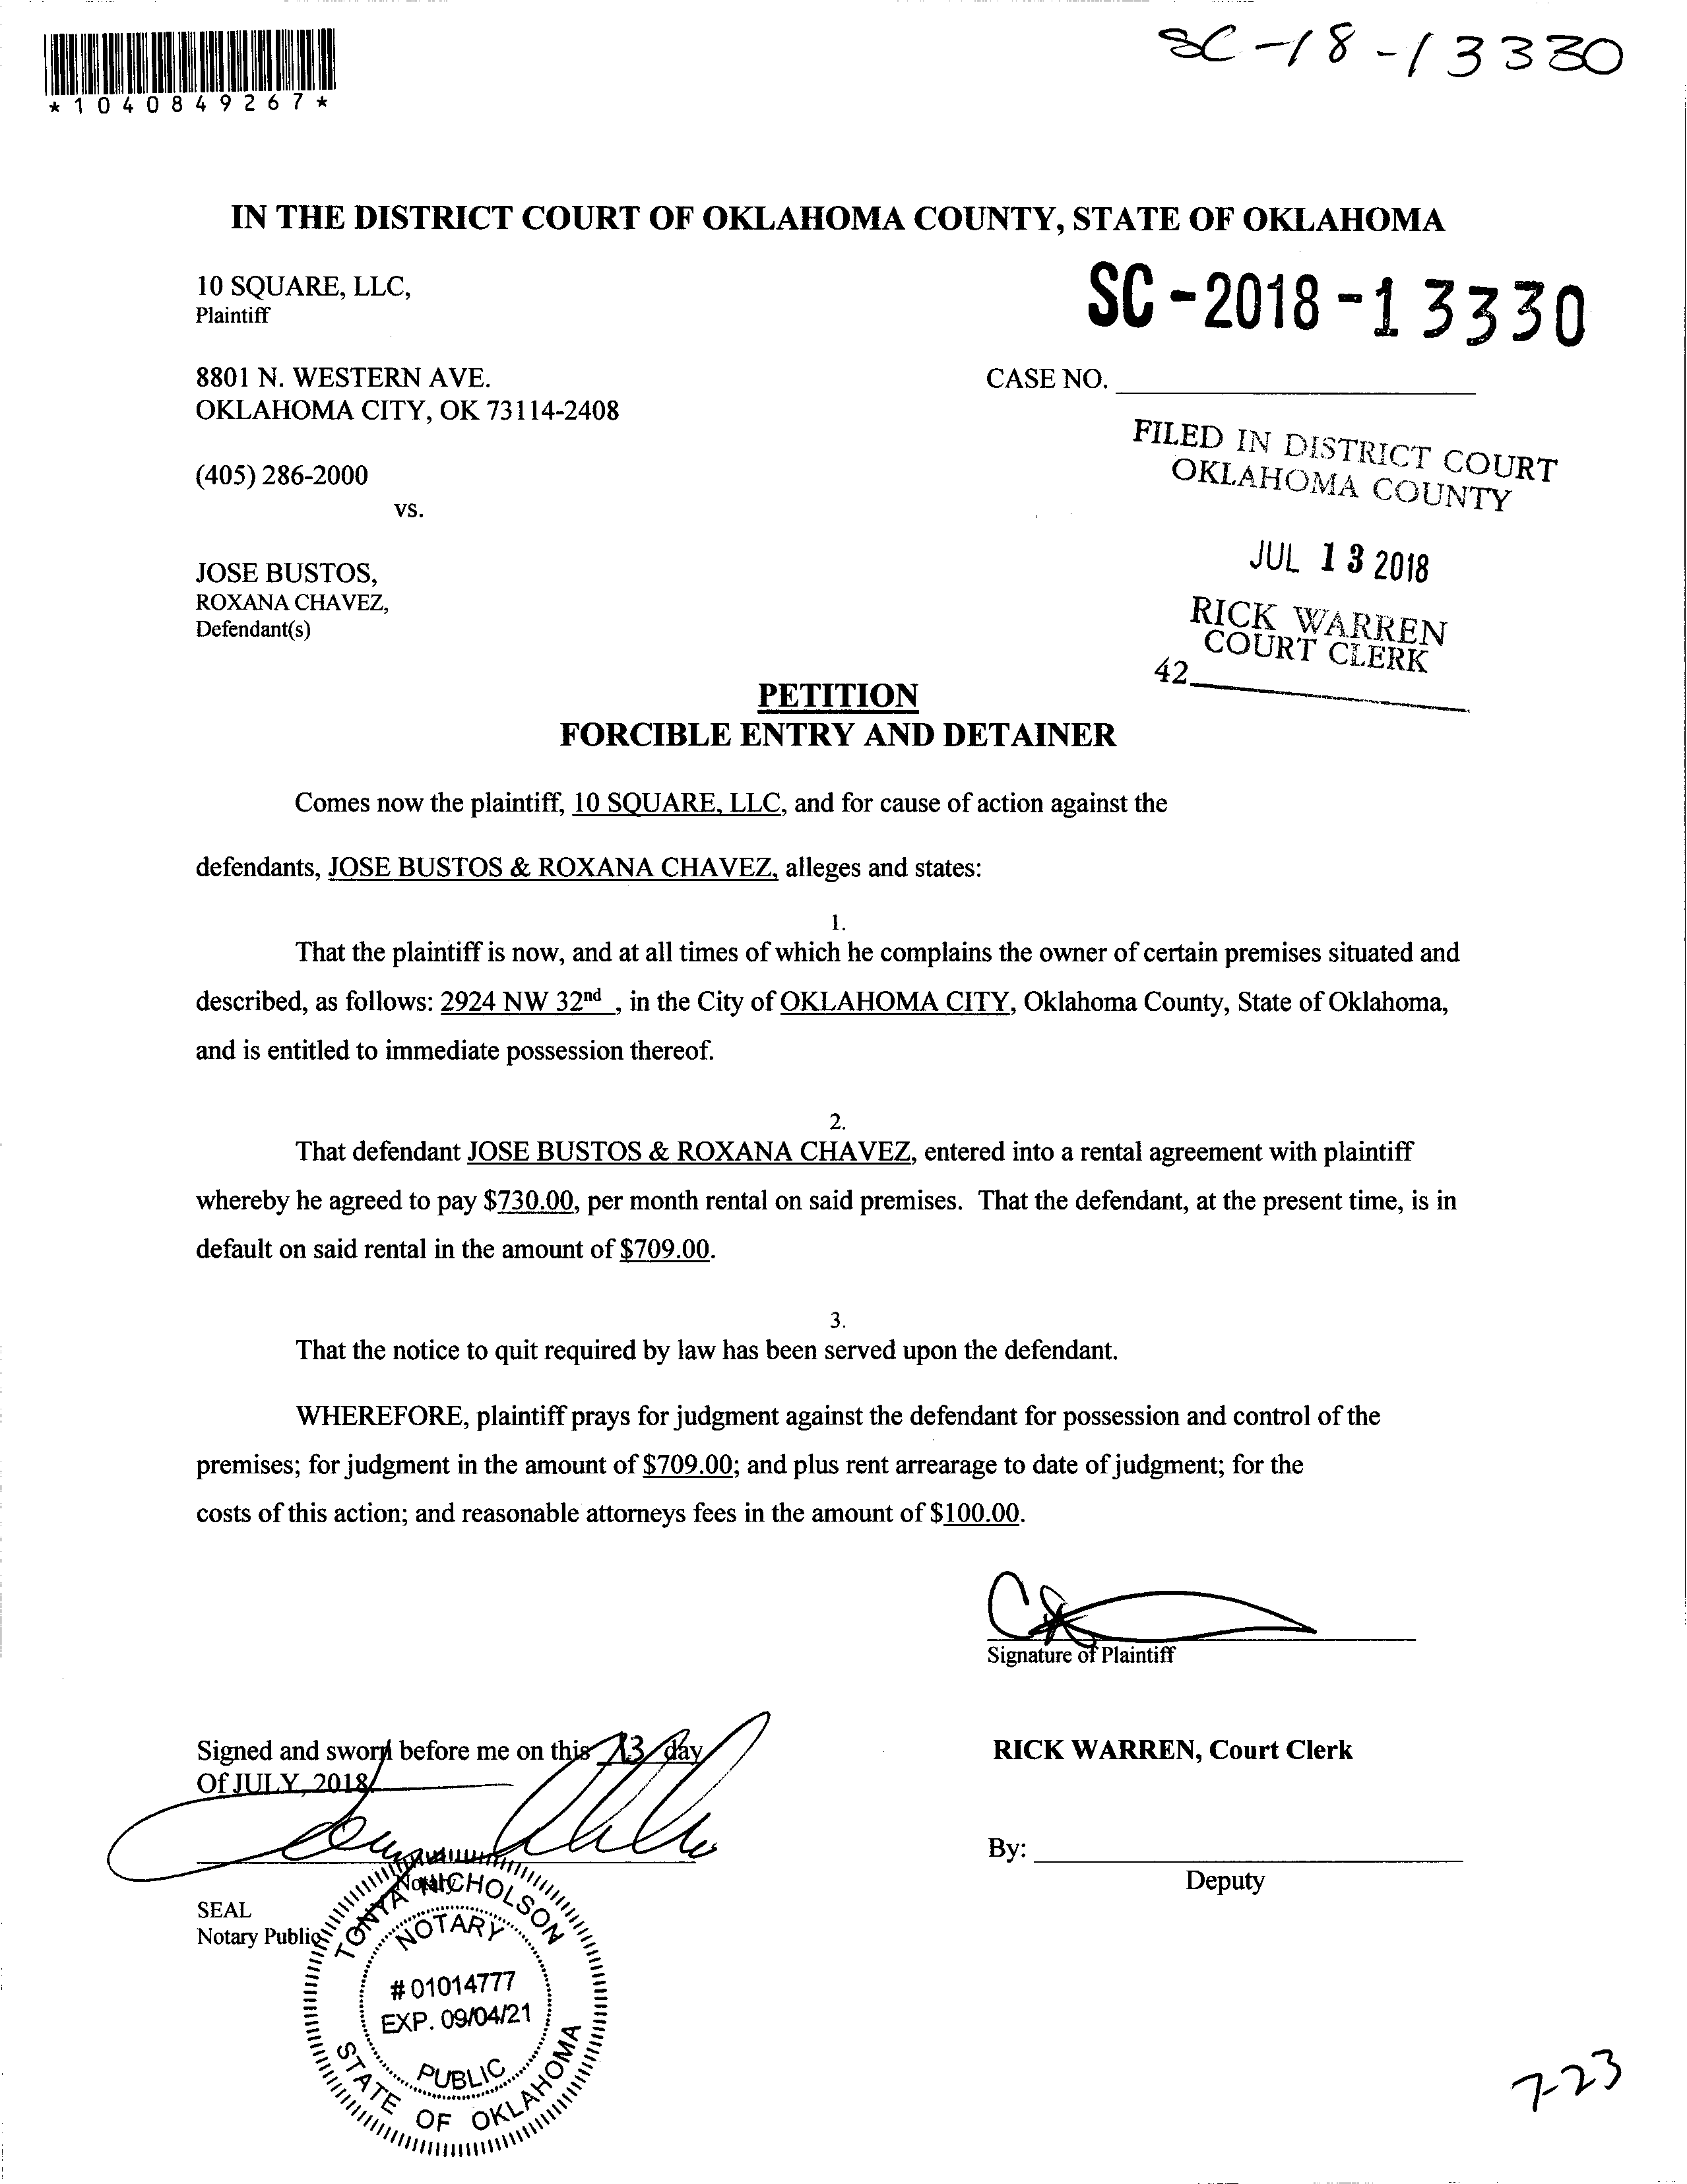 SC-18-13330
*1040849267*
IN THE DISTRICT COURT OF OKLAHOMA COUNTY, STATE OF OKLAHOMA
10 SQUARE, LLC,
Plaintiff
SC-2018-13330
8801 N. WESTERN AVE.
OKLAHOMA CITY, OK 73114-2408
CASE NO.
FILED IN DISTRICT COURT
OKLAHOMA COUNTY
(405) 286-2000
vs.
JUL 13 2018
JOSE BUSTOS,
ROXANA CHAVEZ,
Defendant(s)
RICK WARREN
COURT CLERK
42
PETITION
FORCIBLE ENTRY AND DETAINER
Comes now the plaintiff, 10 SQUARE, LLC, and for cause of action against the
defendants, JOSE BUSTOS & ROXANA CHAVEZ, alleges and states:
1.
That the plaintiff is now, and at all times of which he complains the owner of certain premises situated and
described, as follows: 2924 NW 32nd , in the City of OKLAHOMA CITY, Oklahoma County, State of Oklahoma,
and is entitled to immediate possession thereof.
2.
That defendant JOSE BUSTOS & ROXANA CHAVEZ, entered into a rental agreement with plaintiff
whereby he agreed to pay $730.00, per month rental on said premises. That the defendant, at the present time, is in
default on said rental in the amount of $709.00.
3.
That the notice to quit required by law has been served upon the defendant.
WHEREFORE, plaintiff prays for judgment against the defendant for possession and control of the
premises; for judgment in the amount of $709.00; and plus rent arrearage to date of judgment; for the
costs of this action; and reasonable attorneys fees in the amount of $100.00.
Signature of Plaintiff
Signed and sworn before me on this 13 day
Of JULY, 2018.
RICK WARREN, Court Clerk
By:
Deputy
Notary
SEAL
Notary Public
TONYA NICHOLSON
NOTARY
# 01014777
EXP. 09/04/21
PUBLIC
STATE OF OKLAHOMA
7-23